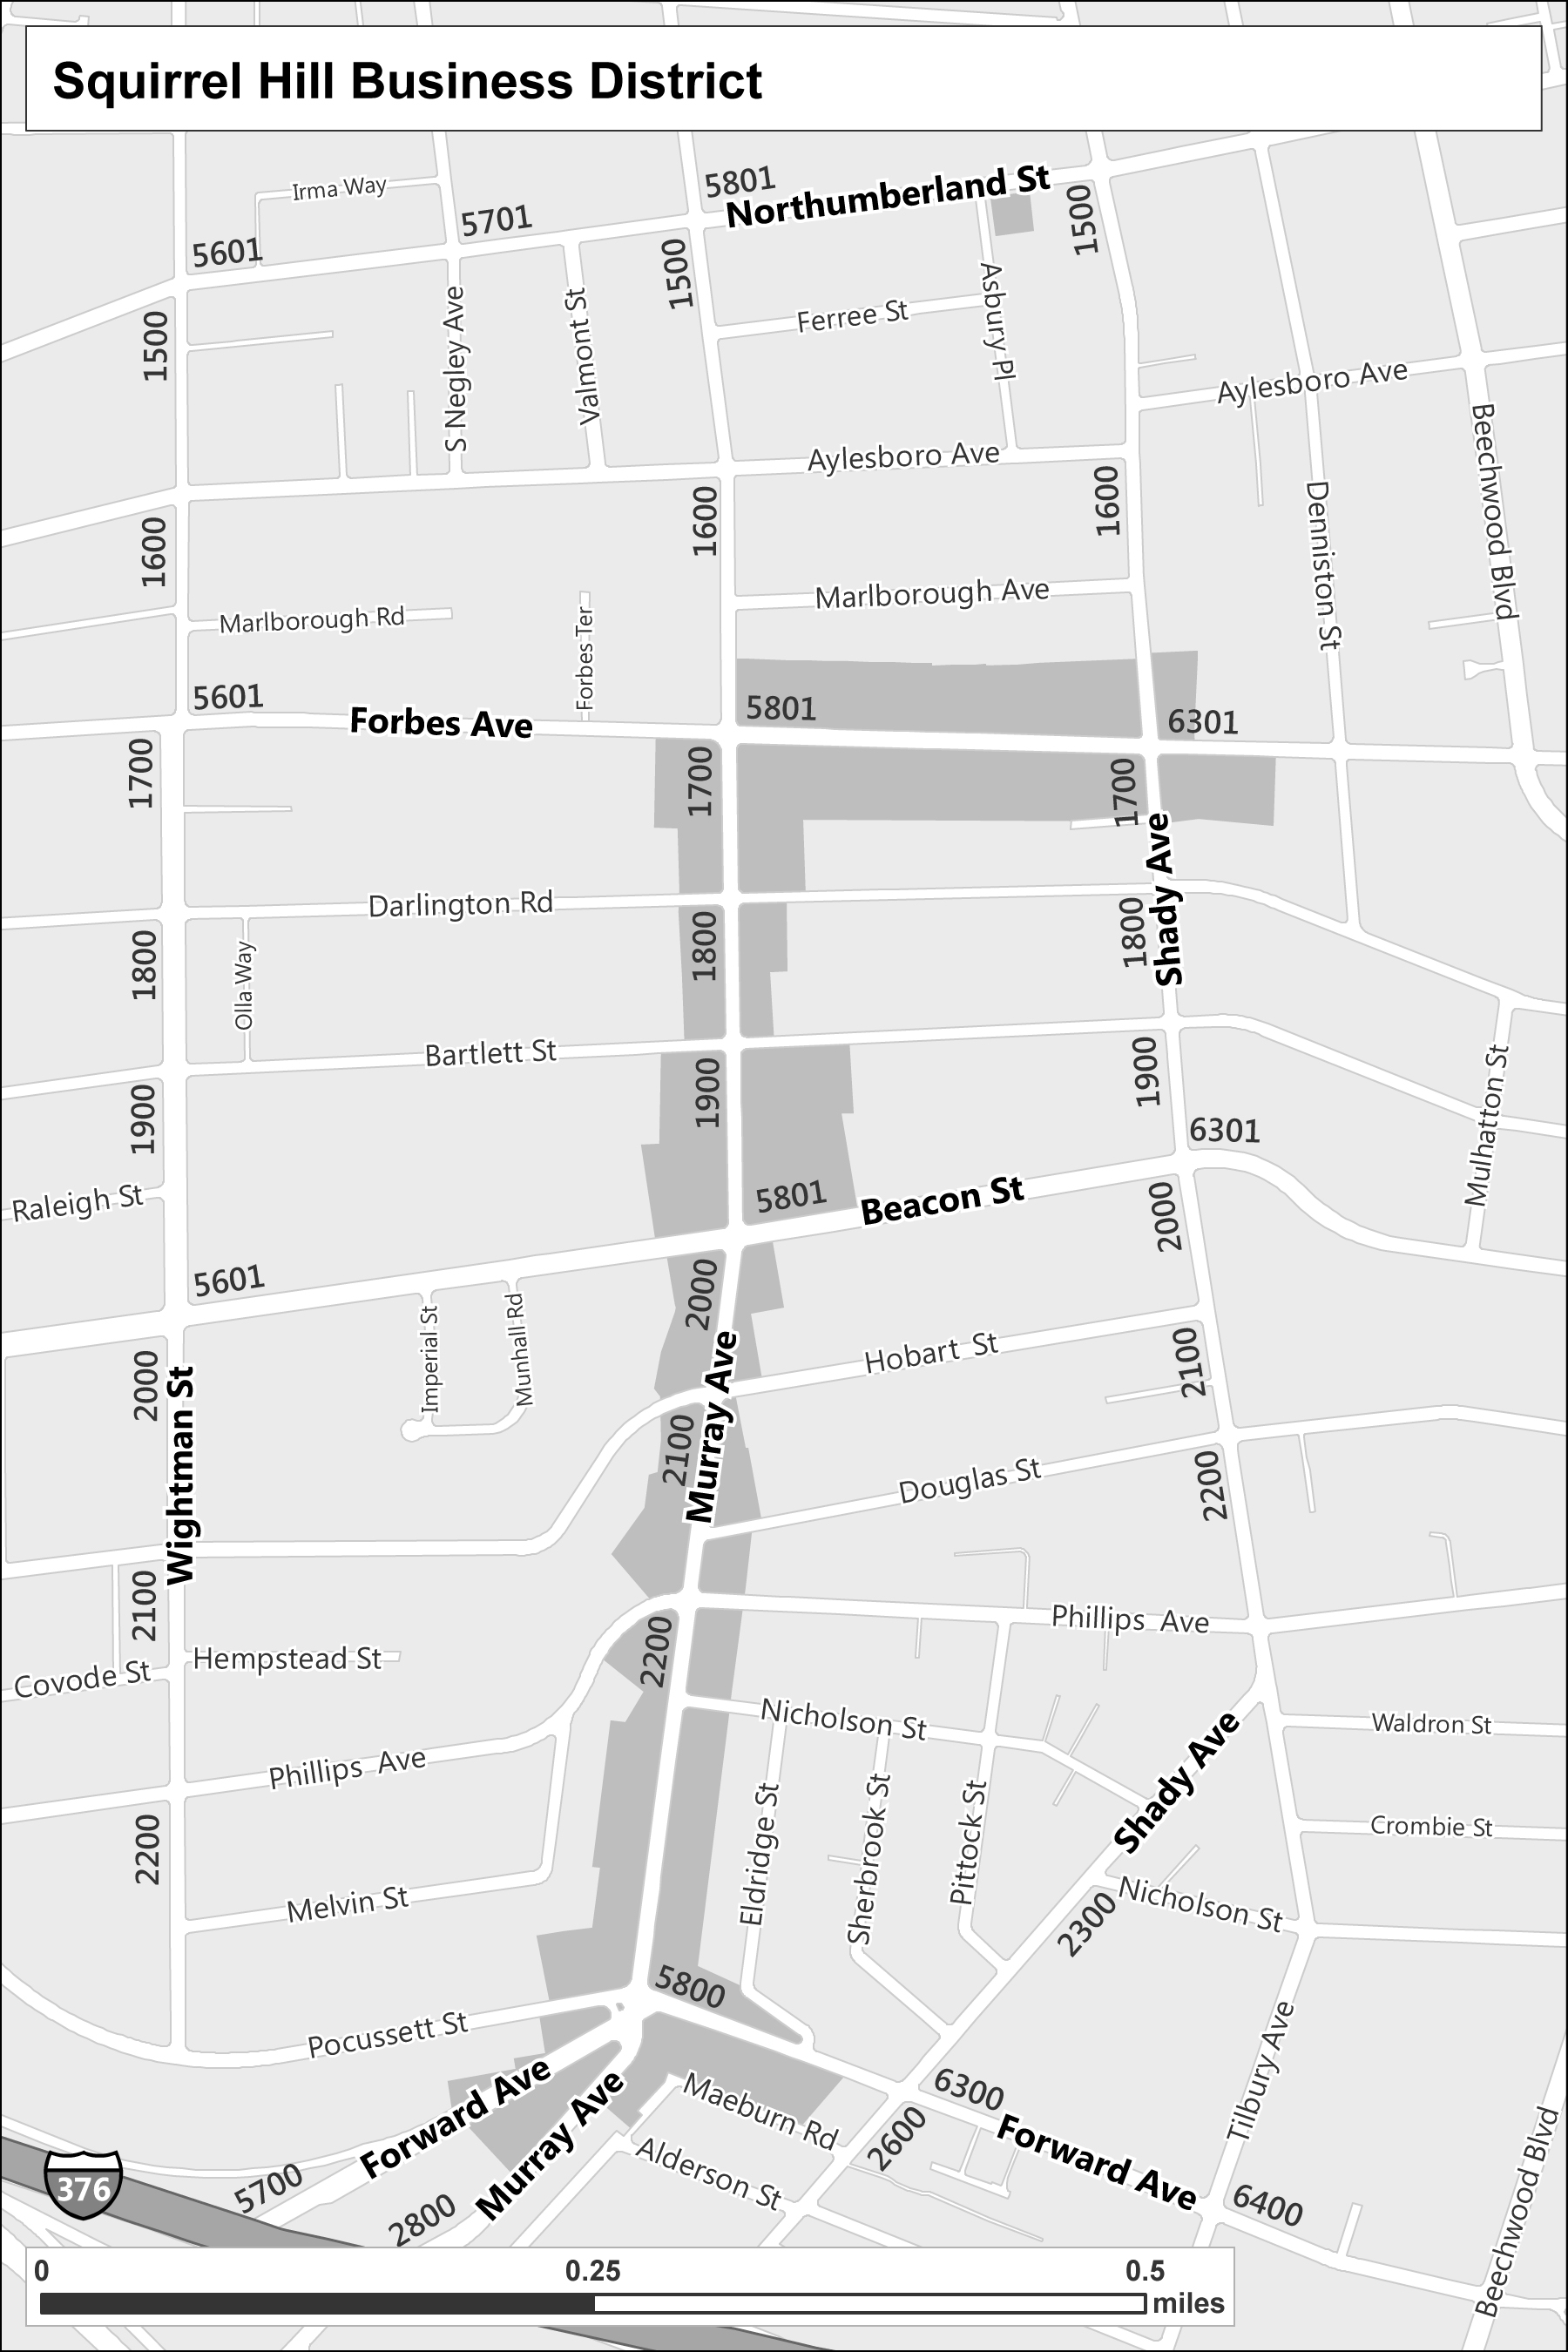 Squirrel Hill Business District
5801
Northumberland St
Irma Way
5701
5601
1500
1500
1500
Asbury Pl
S Negley Ave
Valmont St
Ferree St
Aylesboro Ave
Aylesboro Ave
Beechwood Blvd
Denniston St
1600
1600
1600
Marlborough Ave
Marlborough Rd
Forbes Ter
5601
Forbes Ave
5801
6301
1700
1700
1700
Shady Ave
Darlington Rd
1800
1800
1800
Olla Way
Bartlett St
1900
1900
1900
Mulhatton St
6301
Raleigh St
5801
Beacon St
2000
5601
2000
Imperial St
Munhall Rd
Hobart St
2000
Wightman St
Murray Ave
2100
2100
Douglas St
2200
2100
Phillips Ave
Hempstead St
Covode St
2200
Nicholson St
Waldron St
Phillips Ave
Shady Ave
Eldridge St
Sherbrook St
Pittock St
Crombie St
2200
Melvin St
Nicholson St
2300
5800
Pocussett St
Tilbury Ave
Forward Ave
Murray Ave
Maeburn Rd
6300
2600
Forward Ave
Alderson St
376
5700
2800
6400
Beechwood Blvd
0 0.25 0.5
miles